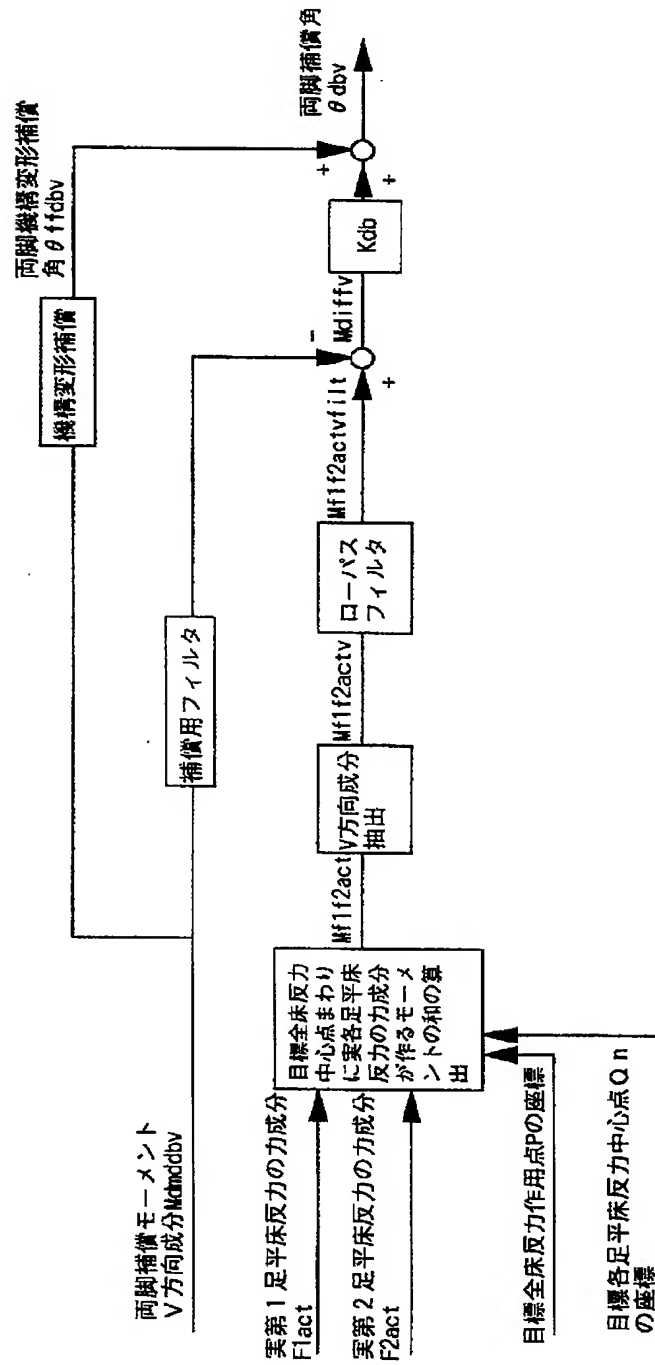 両脚機構変形補償
角θffdbv
機構変形補償
両脚補償角
θdbv
両脚補償モーメント
V方向成分Mdmddbv
補償用フィルタ
+
-
実第1足平床反力の力成分
F1act
実第2足平床反力の力成分
F2act
目標全床反力
中心点まわり
に実各足平床
反力の力成分
が作るモーメ
ントの和の算
出
Mf1f2act
V方向成分
抽出
Mf1f2actv
ローパス
フィルタ
Mf1f2actvfilt
+
Mdiffv
Kdb
+
目標全床反力作用点Pの座標
目標各足平床反力中心点Qn
の座標